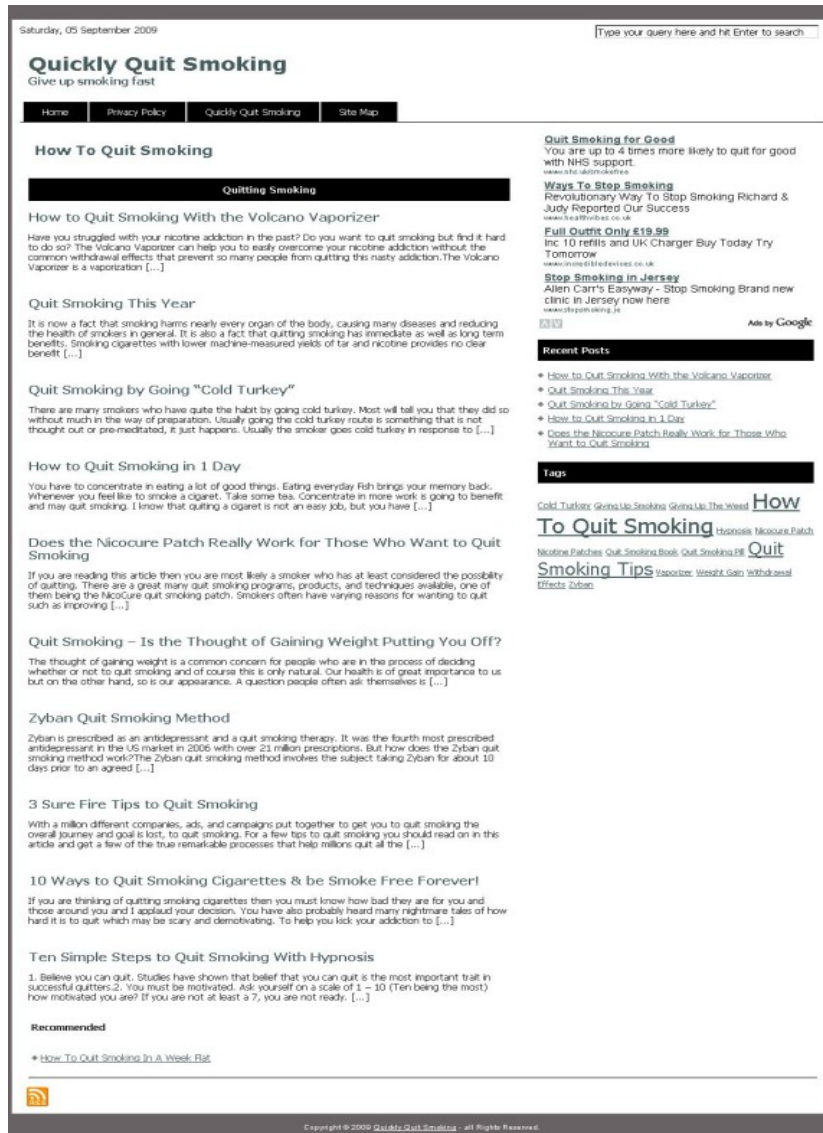 Saturday, 05 September 2009
Type your query here and hit Enter to search
Quickly Quit Smoking
Give up smoking fast
Home Privacy Policy Quickly Quit Smoking Site Map
How To Quit Smoking
Quitting Smoking
How to Quit Smoking With the Volcano Vaporizer
Have you struggled with your nicotine addiction in the past? Do you want to quit smoking but find it hard
to do so? The Volcano Vaporizer can help you to easily overcome your nicotine addiction without the
common withdrawal effects that prevent so many people from quitting this nasty addiction.The Volcano
Vaporizer is a vaporization [...]
Quit Smoking This Year
It is now a fact that smoking harms nearly every organ of the body, causing many diseases and reducing
the health of smokers in general. It is also a fact that quitting smoking has immediate as well as long term
benefits. Smoking cigarettes with lower machine-measured yields of tar and nicotine provides no clear
benefit [...]
Quit Smoking by Going “Cold Turkey”
There are many smokers who have quite the habit by going cold turkey. Most will tell you that they did so
without much in the way of preparation. Usually going the cold turkey route is something that is not
thought out or pre-meditated, it just happens. Usually the smoker goes cold turkey in response to [...]
How to Quit Smoking in 1 Day
You have to concentrate in eating a lot of good things. Eating everyday Fish brings your memory back.
Whenever you feel like to smoke a cigaret. Take some tea. Concentrate in more work is going to benefit
and may quit smoking. I know that quiting a cigaret is not an easy job, but you have [...]
Does the Nicocure Patch Really Work for Those Who Want to Quit
Smoking
If you are reading this article then you are most likely a smoker who has at least considered the possibility
of quitting. There are a great many quit smoking programs, products, and techniques available, one of
them being the NicoCure quit smoking patch. Smokers often have varying reasons for wanting to quit
such as improving [...]
Quit Smoking – Is the Thought of Gaining Weight Putting You Off?
The thought of gaining weight is a common concern for people who are in the process of deciding
whether or not to quit smoking and of course this is only natural. Our health is of great importance to us
but on the other hand, so is our appearance. A question people often ask themselves is [...]
Zyban Quit Smoking Method
Zyban is prescribed as an antidepressant and a quit smoking therapy. It was the fourth most prescribed
antidepressant in the US market in 2006 with over 21 million prescriptions. But how does the Zyban quit
smoking method work?The Zyban quit smoking method involves the subject taking Zyban for about 10
days prior to an agreed [...]
3 Sure Fire Tips to Quit Smoking
With a million different companies, ads, and campaigns put together to get you to quit smoking the
overall journey and goal is lost, to quit smoking. For a few tips to quit smoking you should read on in this
article and get a few of the true remarkable processes that help millions quit all the [...]
10 Ways to Quit Smoking Cigarettes & be Smoke Free Forever!
If you are thinking of quitting smoking cigarettes then you must know how bad they are for you and
those around you and I applaud your decision. You have also probably heard many nightmare tales of how
hard it is to quit which may be scary and demotivating. To help you kick your addiction to [...]
Ten Simple Steps to Quit Smoking With Hypnosis
1. Believe you can quit. Studies have shown that belief that you can quit is the most important trait in
successful quitters.2. You must be motivated. Ask yourself on a scale of 1 – 10 (Ten being the most)
how motivated you are? If you are not at least a 7, you are not ready. [...]
Recommended
How To Quit Smoking In A Week Flat
Quit Smoking for Good
You are up to 4 times more likely to quit for good
with NHS support.
www.nhs.uk/smokefree
Ways To Stop Smoking
Revolutionary Way To Stop Smoking Richard &
Judy Reported Our Success
www.healthvibes.co.uk
Full Outfit Only £19.99
Inc 10 refills and UK Charger Buy Today Try
Tomorrow
www.incredibledevices.co.uk
Stop Smoking in Jersey
Allen Carr's Easyway - Stop Smoking Brand new
clinic in Jersey now here
www.stopsmoking.je
Ads by Google
Recent Posts
How to Quit Smoking With the Volcano Vaporizer
Quit Smoking This Year
Quit Smoking by Going “Cold Turkey”
How to Quit Smoking in 1 Day
Does the Nicocure Patch Really Work for Those Who
Want to Quit Smoking
Tags
Cold Turkey Giving Up Smoking Giving Up The Weed How
To Quit Smoking Hypnosis Nicocure Patch
Nicotine Patches Quit Smoking Book Quit Smoking Pill Quit
Smoking Tips Vaporizer Weight Gain Withdrawal
Effects Zyban
Copyright © 2009 Quickly Quit Smoking - all Rights Reserved.